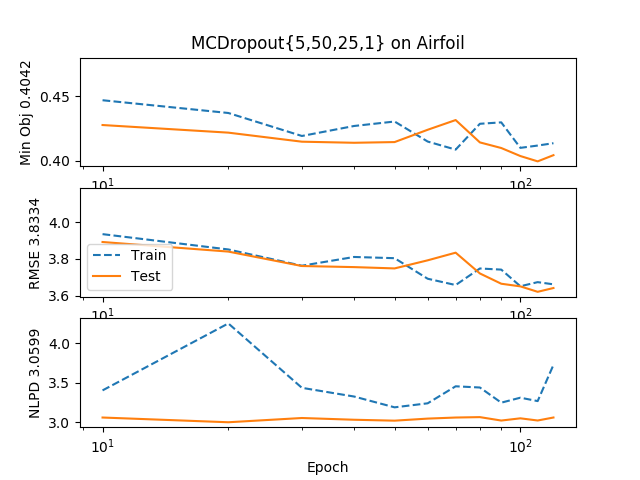 MCDropout{5,50,25,1} on Airfoil
Min Obj 0.4042
0.45
0.40
10¹
10²
RMSE 3.8334
4.0
3.8
3.6
Train
Test
10¹
10²
NLPD 3.0599
4.0
3.5
3.0
10¹
10²
Epoch